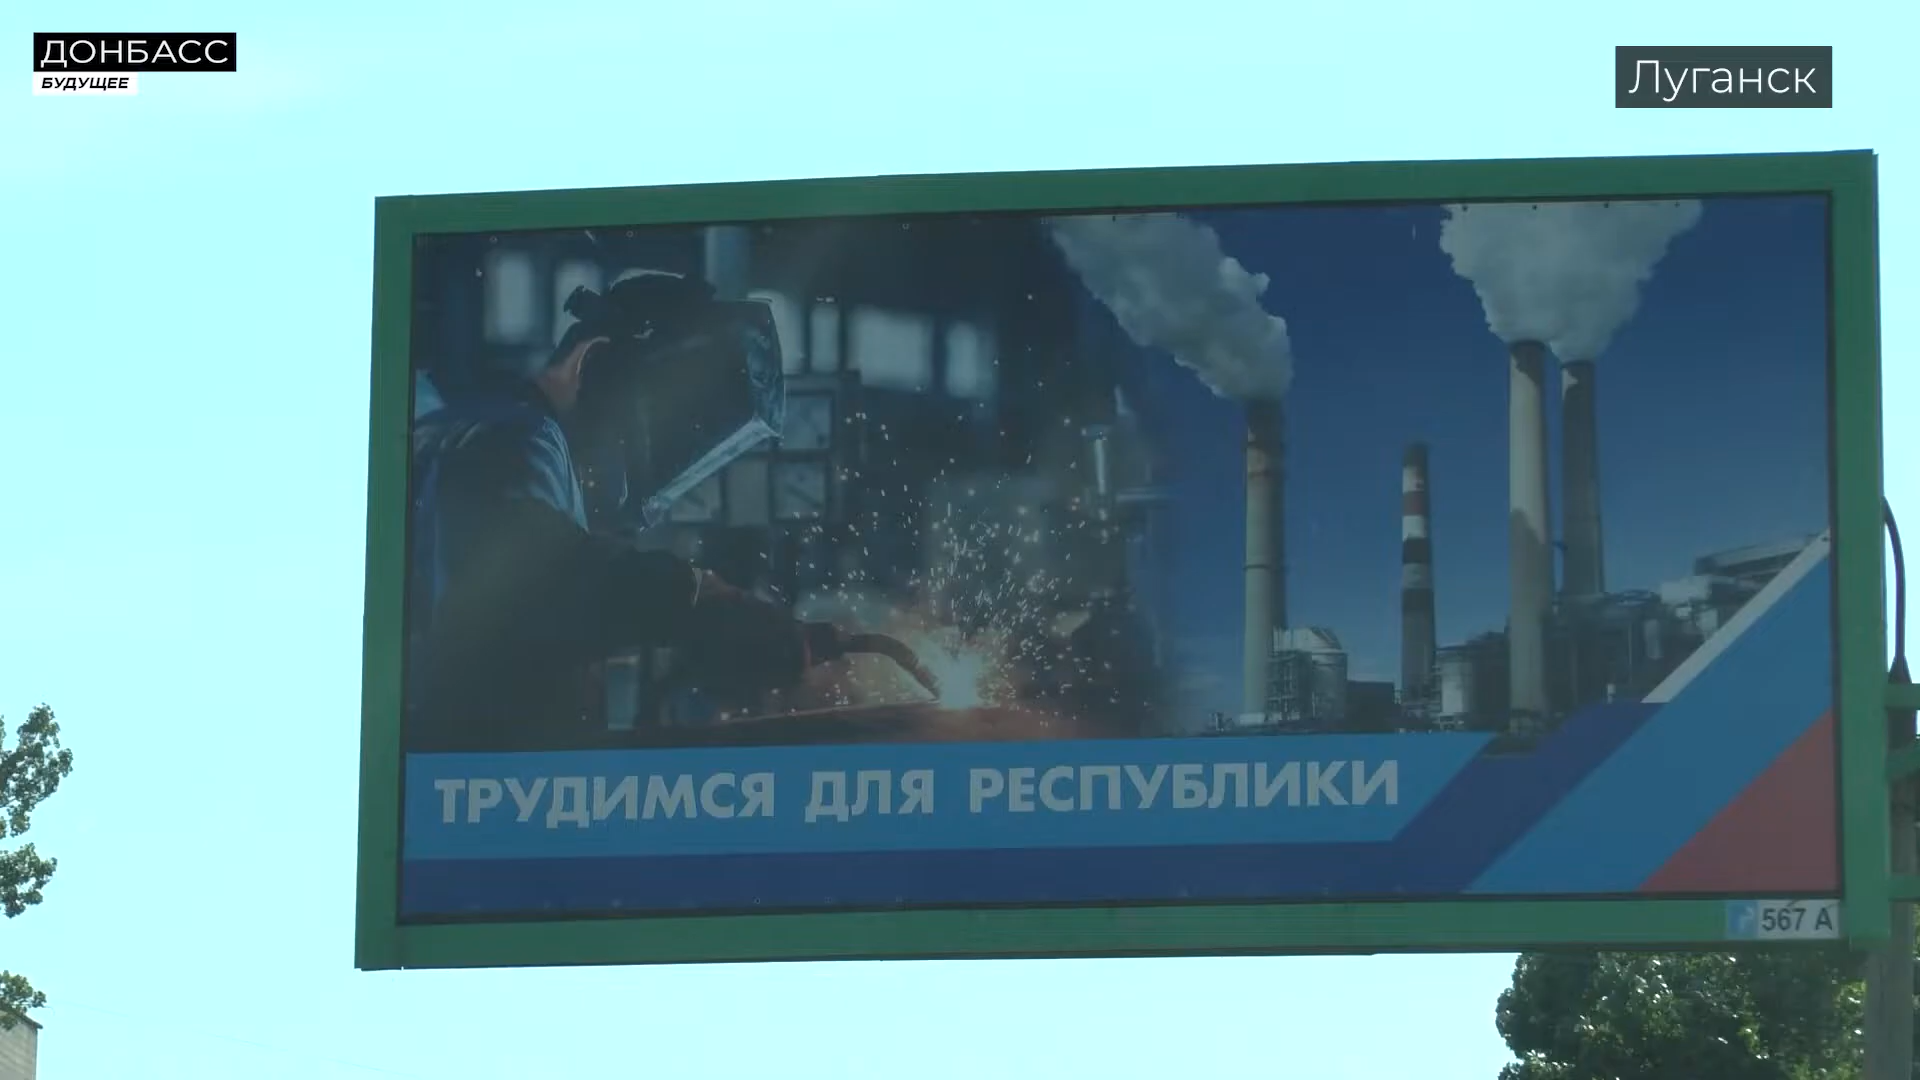 ДОНБАСС
БУДУЩЕЕ
Луганск
ТРУДИМСЯ ДЛЯ РЕСПУБЛИКИ
567 А